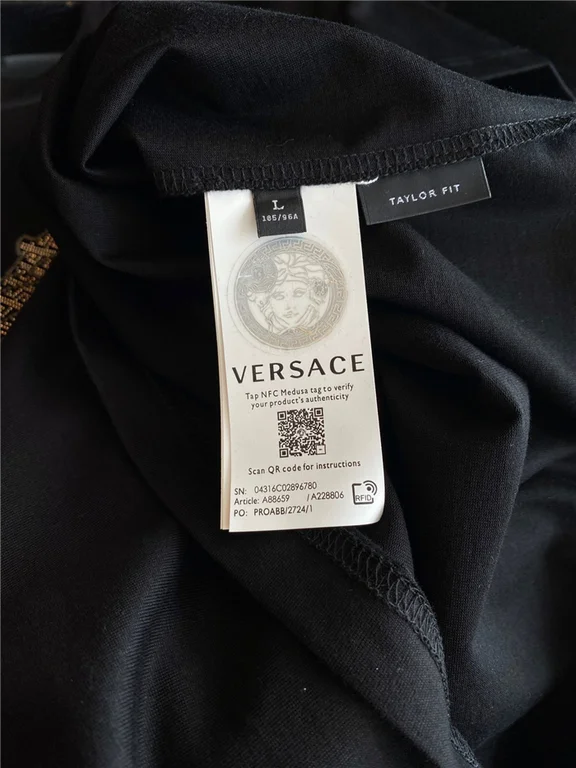 L
185/96A
TAYLOR FIT
VERSACE
Tap NFC Medusa tag to verify
your product's authenticity
Scan QR code for instructions
SN: 04316C02896780
Article: A88659 /A228806
PO: PROABB/2724/1
RFID